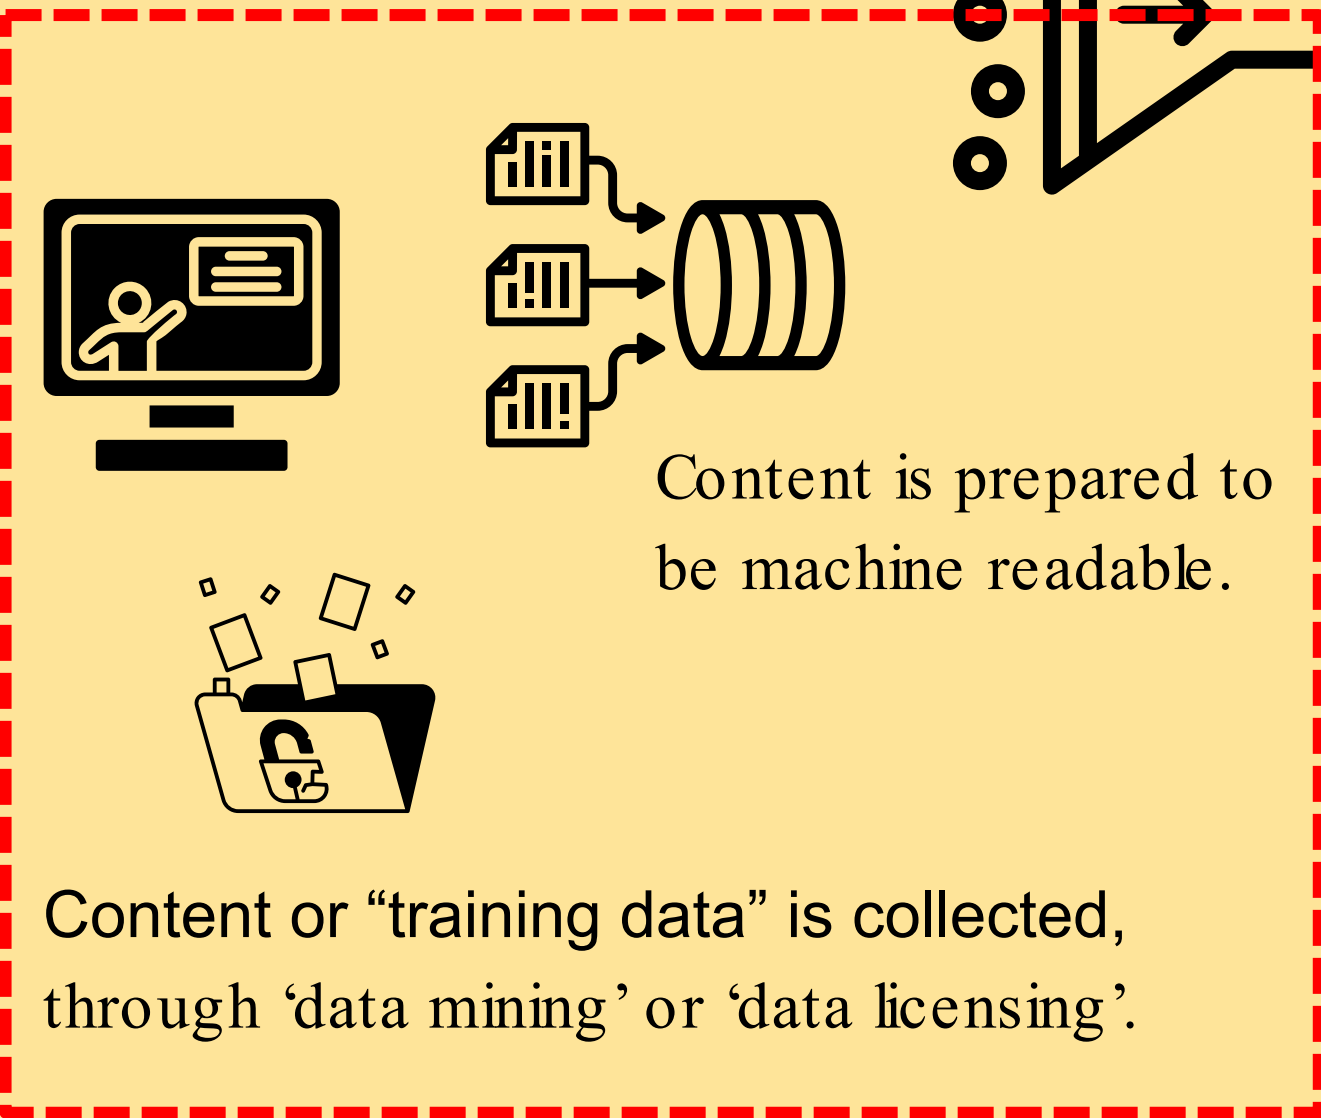 Content is prepared to
be machine readable.
Content or “training data” is collected,
through ‘data mining’ or ‘data licensing’.